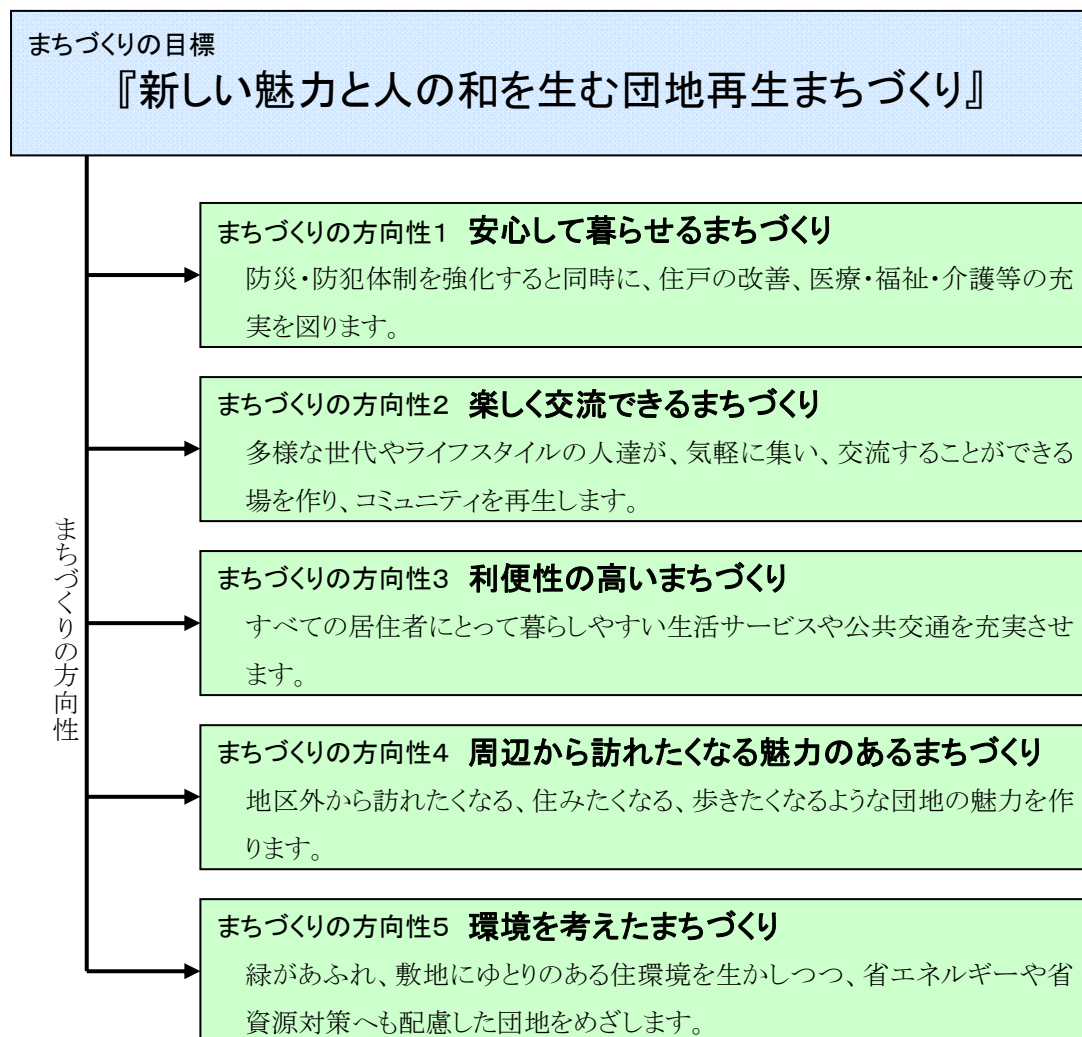 まちづくりの目標
『新しい魅力と人の和を生む団地再生まちづくり』
まちづくりの方向性
まちづくりの方向性1 安心して暮らせるまちづくり
防災・防犯体制を強化すると同時に、住戸の改善、医療・福祉・介護等の充
実を図ります。
まちづくりの方向性2 楽しく交流できるまちづくり
多様な世代やライフスタイルの人達が、気軽に集い、交流することができる
場を作り、コミュニティを再生します。
まちづくりの方向性3 利便性の高いまちづくり
すべての居住者にとって暮らしやすい生活サービスや公共交通を充実させ
ます。
まちづくりの方向性4 周辺から訪れたくなる魅力のあるまちづくり
地区外から訪れたくなる、住みたくなる、歩きたくなるような団地の魅力を作
ります。
まちづくりの方向性5 環境を考えたまちづくり
緑があふれ、敷地にゆとりのある住環境を生かしつつ、省エネルギーや省
資源対策へも配慮した団地をめざします。